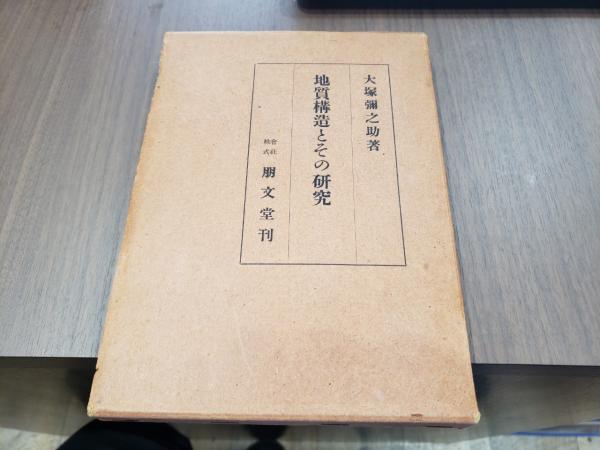 大塚彌之助著
地質構造とその研究
株式會社 朋文堂刊